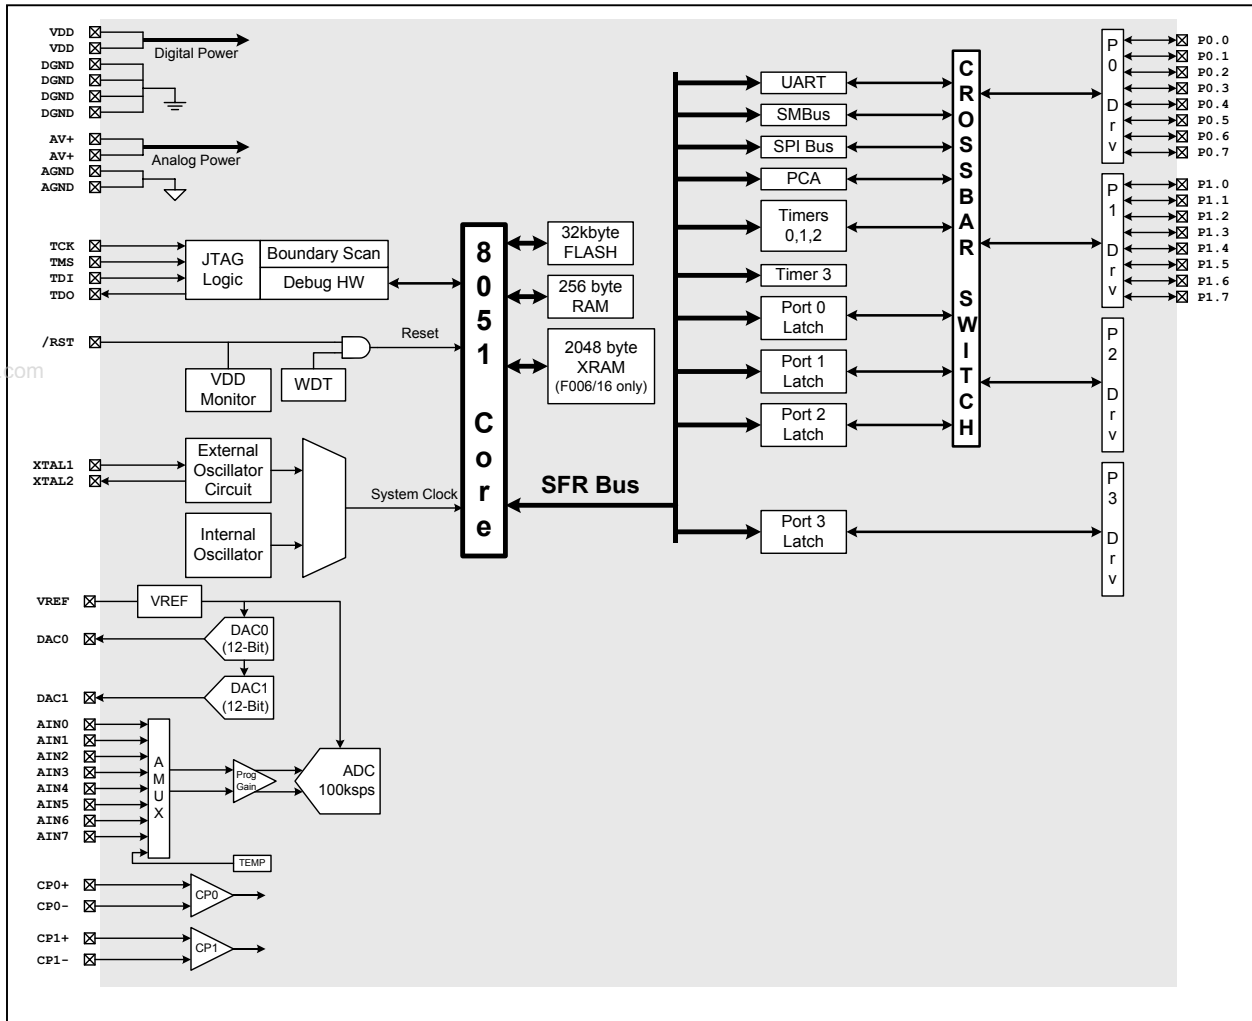 VDD
VDD
Digital Power
DGND
DGND
DGND
DGND
AV+
AV+
Analog Power
AGND
AGND
TCK
TMS
TDI
TDO
JTAG
Logic
Boundary Scan
Debug HW
/RST
VDD
Monitor
WDT
Reset
.com
XTAL1
XTAL2
External
Oscillator
Circuit
Internal
Oscillator
System Clock
VREF
VREF
DAC0
DAC0
(12-Bit)
DAC1
DAC1
(12-Bit)
AIN0
AIN1
AIN2
AIN3
AIN4
AIN5
AIN6
AIN7
AMUX
Prog
Gain
ADC
100ksps
TEMP
CP0+
CP0-
CP0
CP1+
CP1-
CP1
8051 Core
32kbyte
FLASH
256 byte
RAM
2048 byte
XRAM
(F006/16 only)
SFR Bus
UART
SMBus
SPI Bus
PCA
Timers
0,1,2
Timer 3
Port 0
Latch
Port 1
Latch
Port 2
Latch
Port 3
Latch
CROSSBAR SWITCH
P0 Drv
P0.0
P0.1
P0.2
P0.3
P0.4
P0.5
P0.6
P0.7
P1 Drv
P1.0
P1.1
P1.2
P1.3
P1.4
P1.5
P1.6
P1.7
P2 Drv
P3 Drv